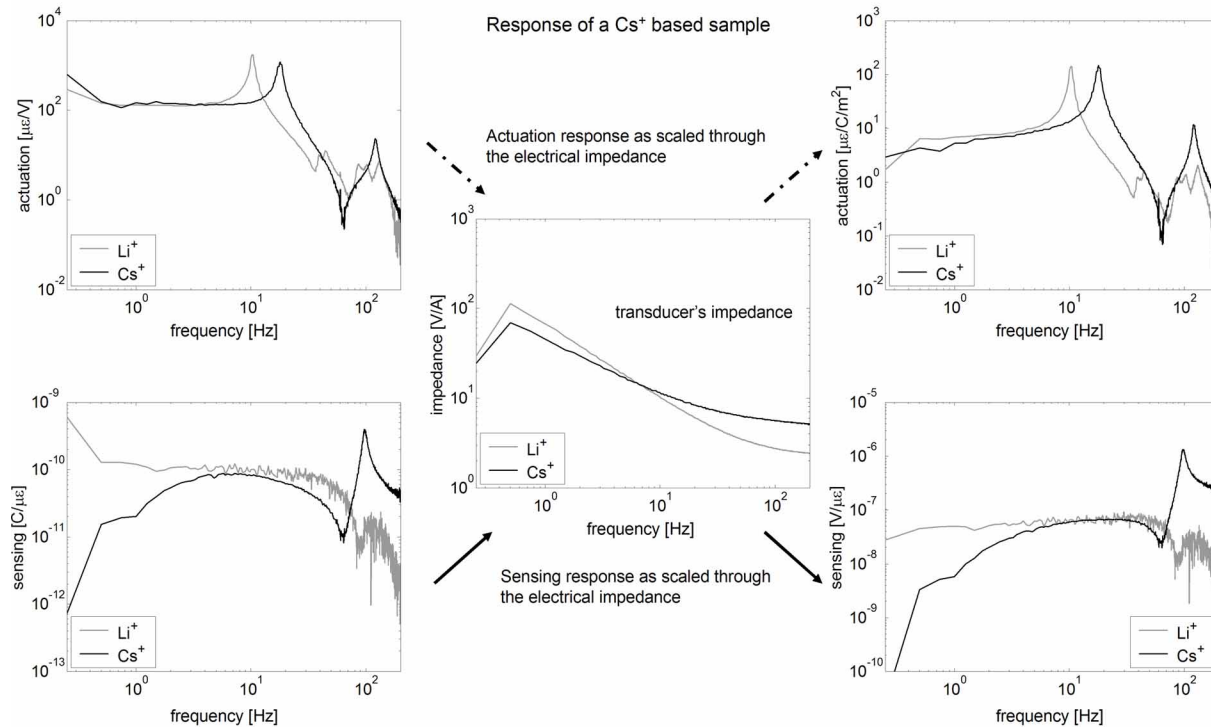 Response of a Cs⁺ based sample
actuation [µε/V]
10⁴
10²
10⁰
10⁻²
Li⁺
Cs⁺
10⁰ 10¹ 10²
frequency [Hz]
Actuation response as scaled through
the electrical impedance
actuation [µε/C/m²]
10³
10²
10¹
10⁰
10⁻¹
10⁻²
Li⁺
Cs⁺
10⁰ 10¹ 10²
frequency [Hz]
impedance [V/A]
10³
10²
10¹
10⁰
transducer's impedance
Li⁺
Cs⁺
10⁰ 10¹ 10²
frequency [Hz]
sensing [C/µε]
10⁻⁹
10⁻¹⁰
10⁻¹¹
10⁻¹²
10⁻¹³
Li⁺
Cs⁺
10⁰ 10¹ 10²
frequency [Hz]
Sensing response as scaled through
the electrical impedance
sensing [V/µε]
10⁻⁵
10⁻⁶
10⁻⁷
10⁻⁸
10⁻⁹
10⁻¹⁰
Li⁺
Cs⁺
10⁰ 10¹ 10²
frequency [Hz]